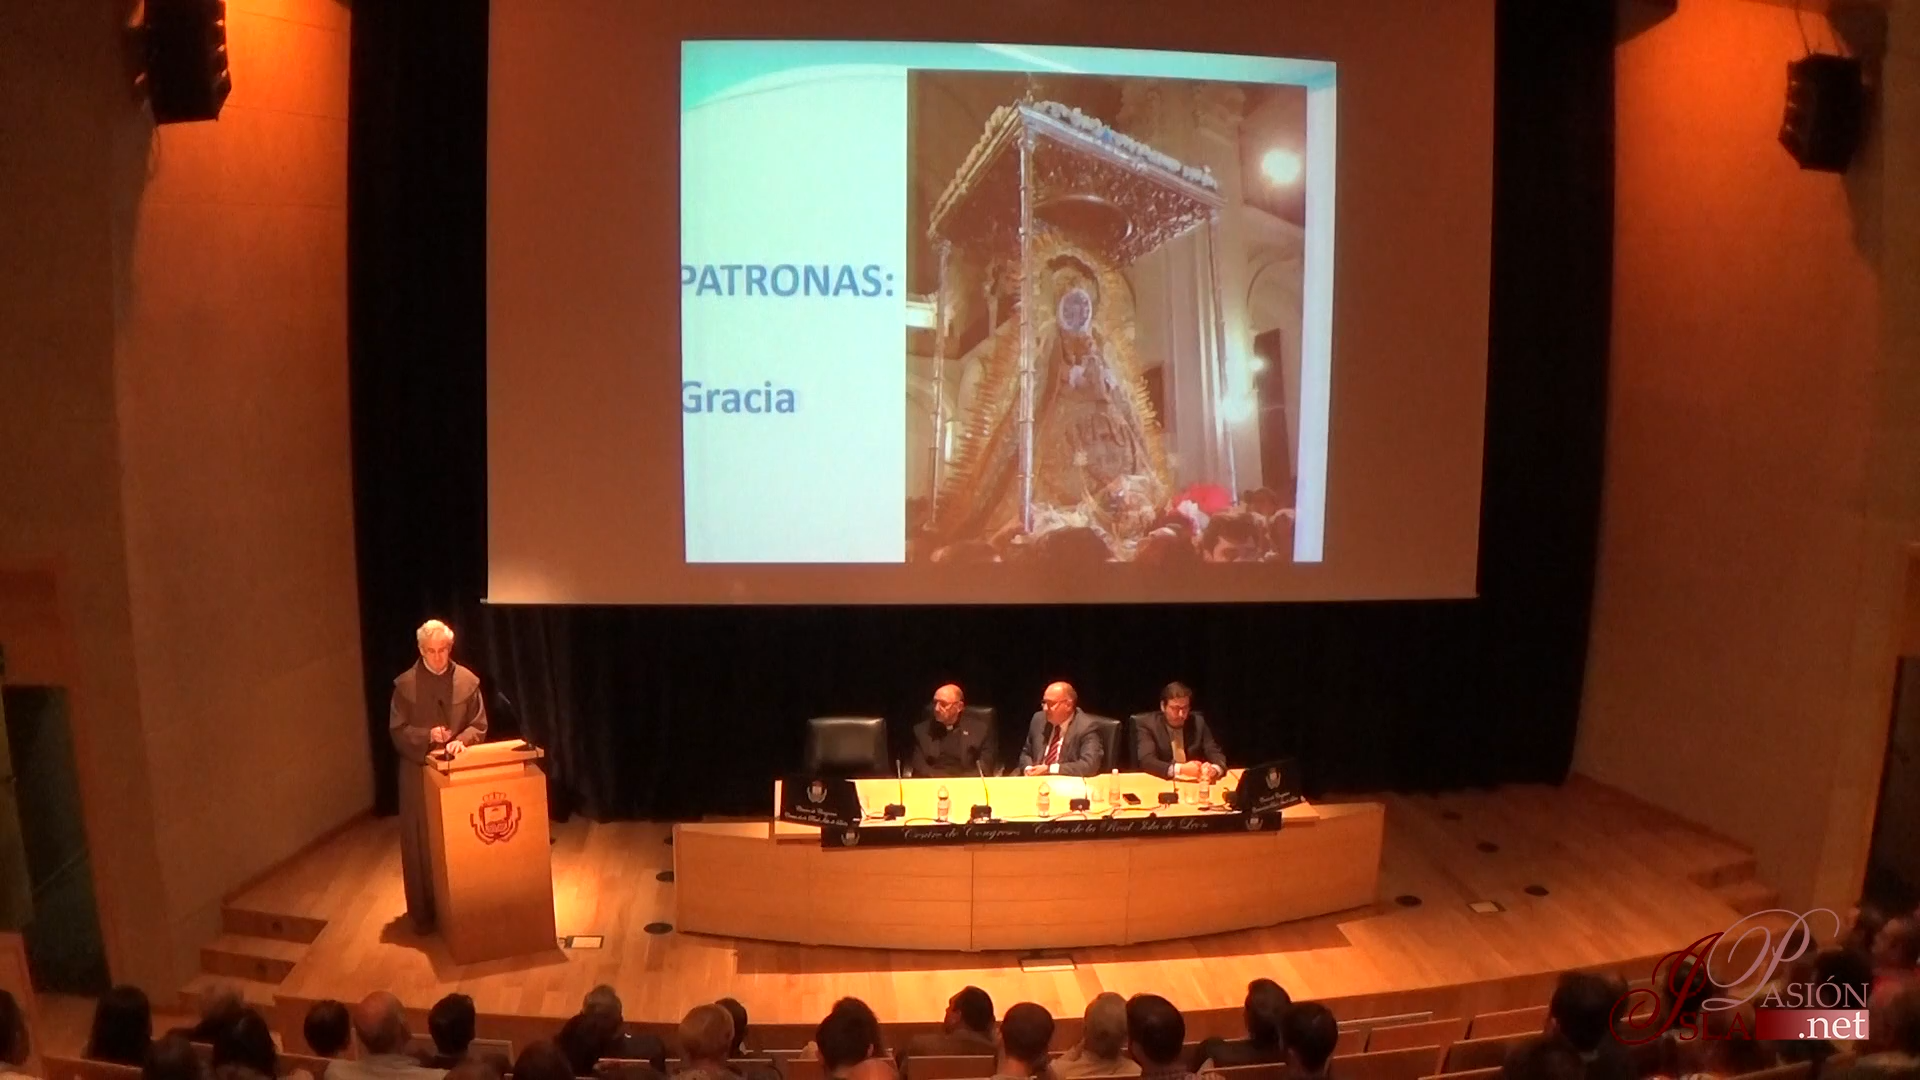 PATRONAS:
Gracia
Centro de Congresos Cortes de la Real Isla de León
ISLA PASIÓN
.net